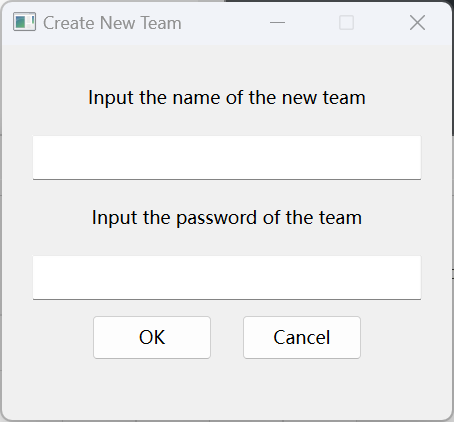 Create New Team
Input the name of the new team
Input the password of the team
OK
Cancel